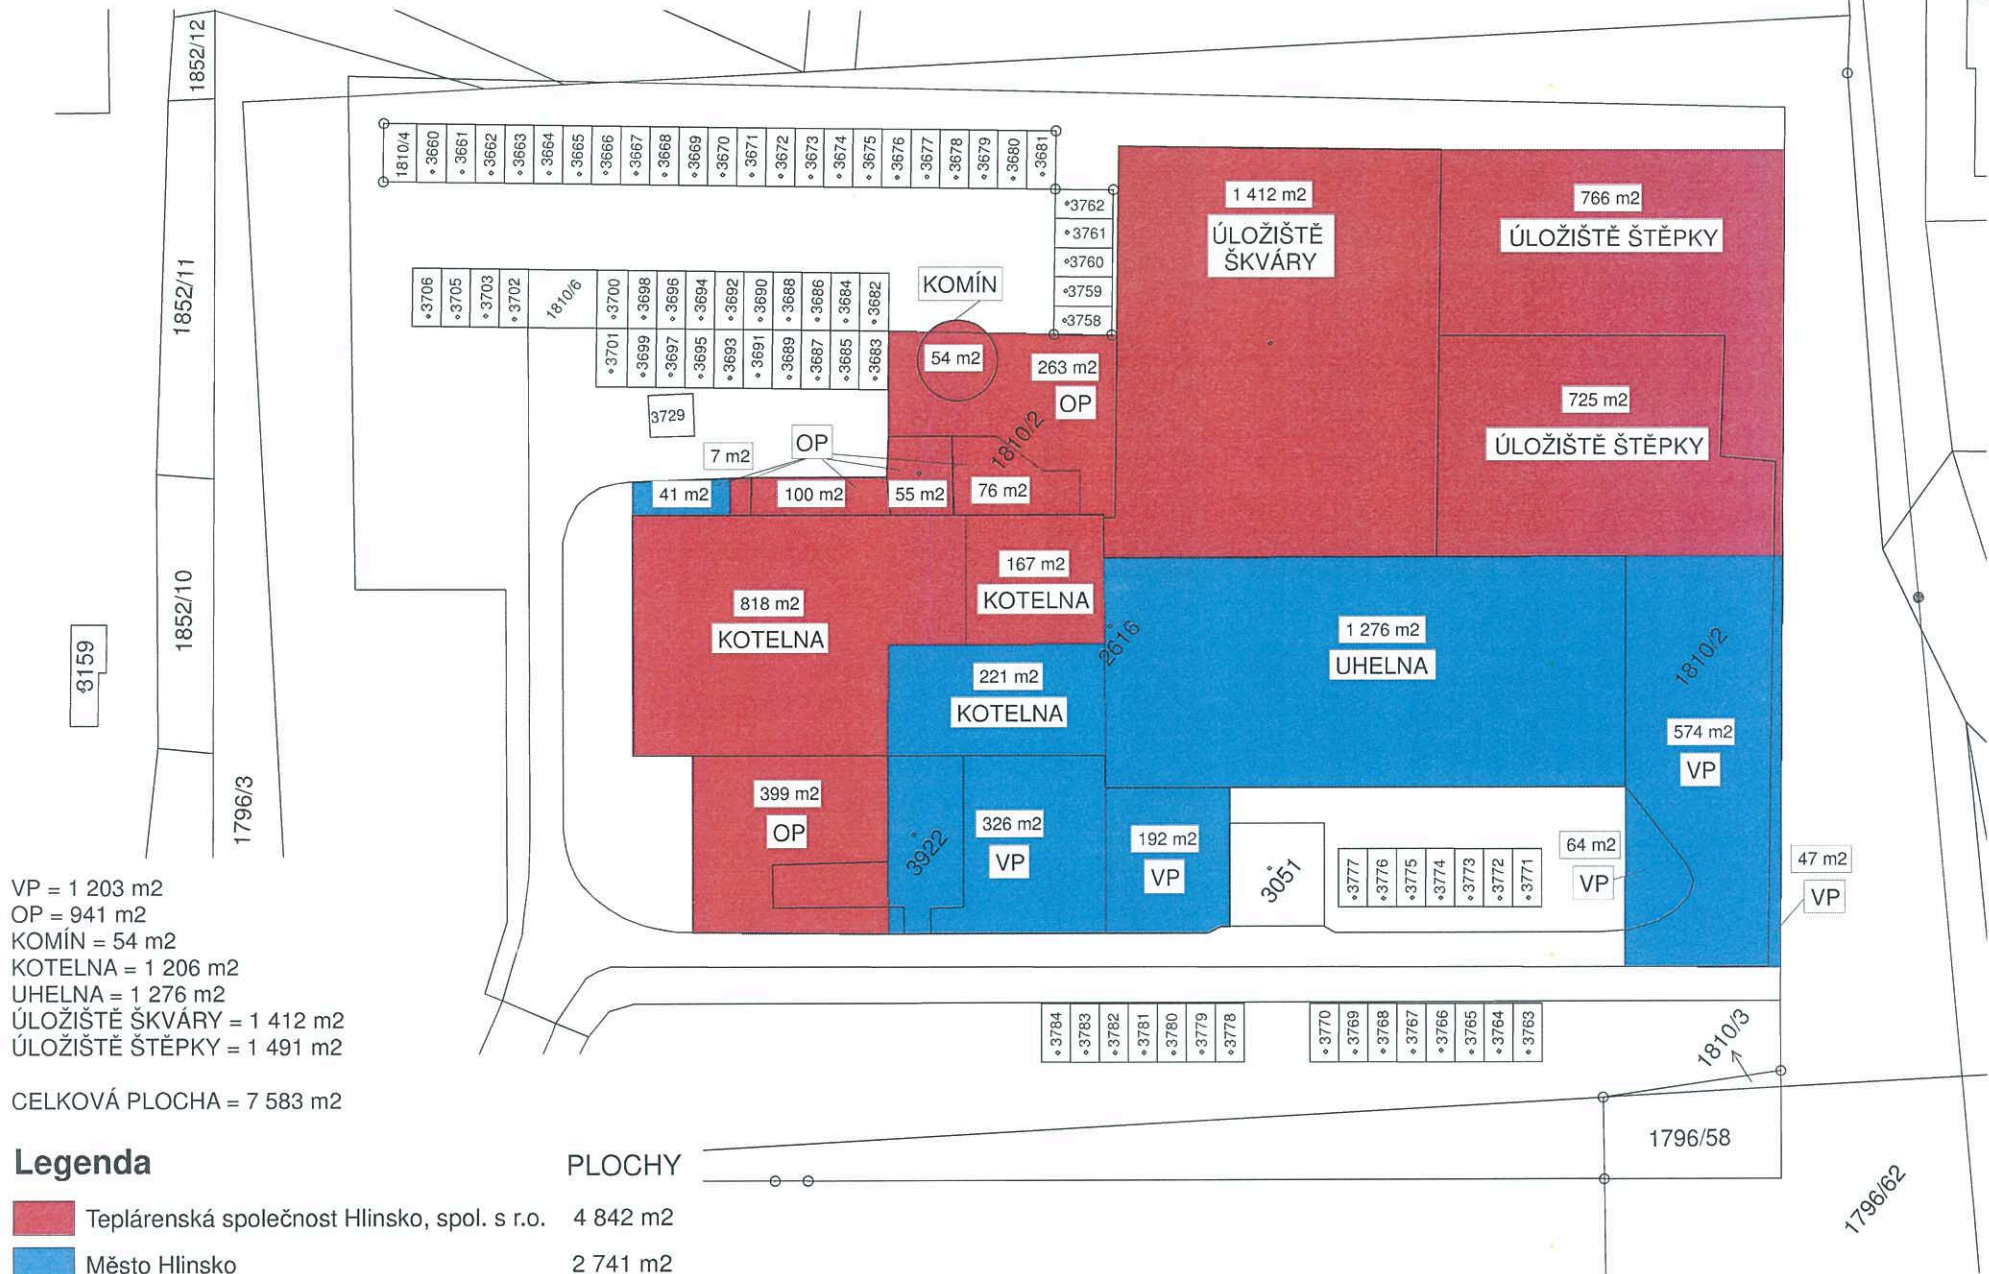 1852/12
1852/11
1852/10
3159
1796/3
1810/4
3660
3661
3662
3663
3664
3665
3666
3667
3668
3669
3670
3671
3672
3673
3674
3675
3676
3677
3678
3679
3680
3681
3762
3761
3760
3759
3758
3706
3705
3703
3702
1810/6
3700
3698
3696
3694
3692
3690
3688
3686
3684
3682
3701
3699
3697
3695
3693
3691
3689
3687
3685
3683
3729
KOMÍN
54 m2
263 m2
OP
1810/2
1 412 m2
ÚLOŽIŠTĚ
ŠKVÁRY
766 m2
ÚLOŽIŠTĚ ŠTĚPKY
725 m2
ÚLOŽIŠTĚ ŠTĚPKY
OP
7 m2
41 m2
100 m2
55 m2
76 m2
167 m2
KOTELNA
818 m2
KOTELNA
221 m2
KOTELNA
2616
1 276 m2
UHELNA
1810/2
574 m2
VP
399 m2
OP
3922
326 m2
VP
192 m2
VP
3051
3777
3776
3775
3774
3773
3772
3771
64 m2
VP
47 m2
VP
3784
3783
3782
3781
3780
3779
3778
3770
3769
3768
3767
3766
3765
3764
3763
1810/3
1796/58
1796/62
VP = 1 203 m2
OP = 941 m2
KOMÍN = 54 m2
KOTELNA = 1 206 m2
UHELNA = 1 276 m2
ÚLOŽIŠTĚ ŠKVÁRY = 1 412 m2
ÚLOŽIŠTĚ ŠTĚPKY = 1 491 m2
CELKOVÁ PLOCHA = 7 583 m2
Legenda PLOCHY
Teplárenská společnost Hlinsko, spol. s r.o. 4 842 m2
Město Hlinsko 2 741 m2